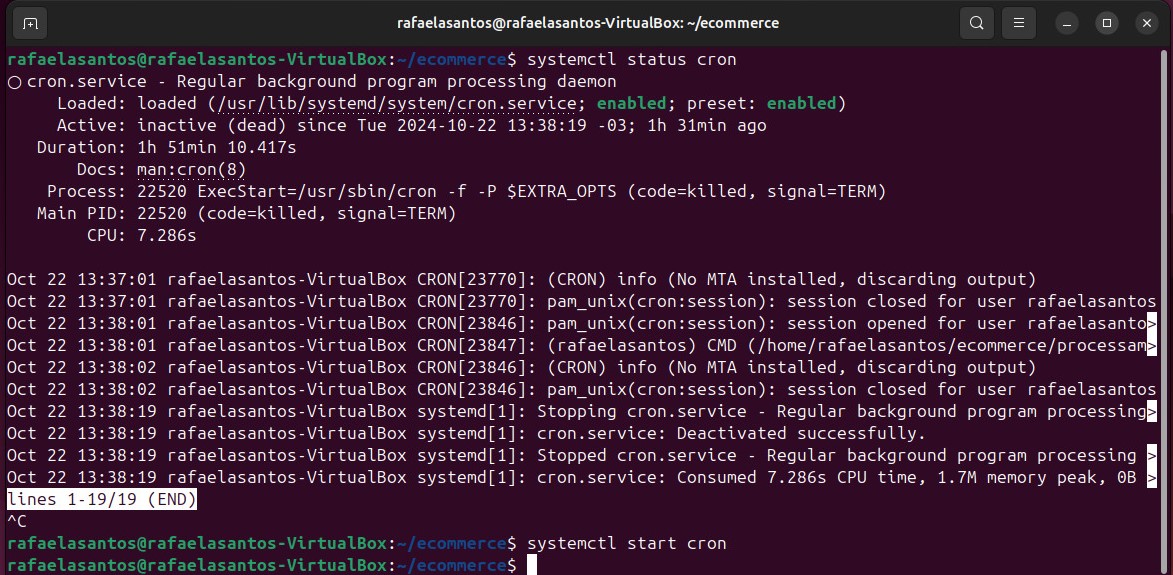 rafaelasantos@rafaelasantos-VirtualBox: ~/ecommerce
rafaelasantos@rafaelasantos-VirtualBox:~/ecommerce$ systemctl status cron
○ cron.service - Regular background program processing daemon
     Loaded: loaded (/usr/lib/systemd/system/cron.service; enabled; preset: enabled)
     Active: inactive (dead) since Tue 2024-10-22 13:38:19 -03; 1h 31min ago
   Duration: 1h 51min 10.417s
       Docs: man:cron(8)
    Process: 22520 ExecStart=/usr/sbin/cron -f -P $EXTRA_OPTS (code=killed, signal=TERM)
   Main PID: 22520 (code=killed, signal=TERM)
        CPU: 7.286s
Oct 22 13:37:01 rafaelasantos-VirtualBox CRON[23770]: (CRON) info (No MTA installed, discarding output)
Oct 22 13:37:01 rafaelasantos-VirtualBox CRON[23770]: pam_unix(cron:session): session closed for user rafaelasantos
Oct 22 13:38:01 rafaelasantos-VirtualBox CRON[23846]: pam_unix(cron:session): session opened for user rafaelasanto>
Oct 22 13:38:01 rafaelasantos-VirtualBox CRON[23847]: (rafaelasantos) CMD (/home/rafaelasantos/ecommerce/processam>
Oct 22 13:38:02 rafaelasantos-VirtualBox CRON[23846]: (CRON) info (No MTA installed, discarding output)
Oct 22 13:38:02 rafaelasantos-VirtualBox CRON[23846]: pam_unix(cron:session): session closed for user rafaelasantos
Oct 22 13:38:19 rafaelasantos-VirtualBox systemd[1]: Stopping cron.service - Regular background program processing>
Oct 22 13:38:19 rafaelasantos-VirtualBox systemd[1]: cron.service: Deactivated successfully.
Oct 22 13:38:19 rafaelasantos-VirtualBox systemd[1]: Stopped cron.service - Regular background program processing >
Oct 22 13:38:19 rafaelasantos-VirtualBox systemd[1]: cron.service: Consumed 7.286s CPU time, 1.7M memory peak, 0B >
lines 1-19/19 (END)
^C
rafaelasantos@rafaelasantos-VirtualBox:~/ecommerce$ systemctl start cron
rafaelasantos@rafaelasantos-VirtualBox:~/ecommerce$